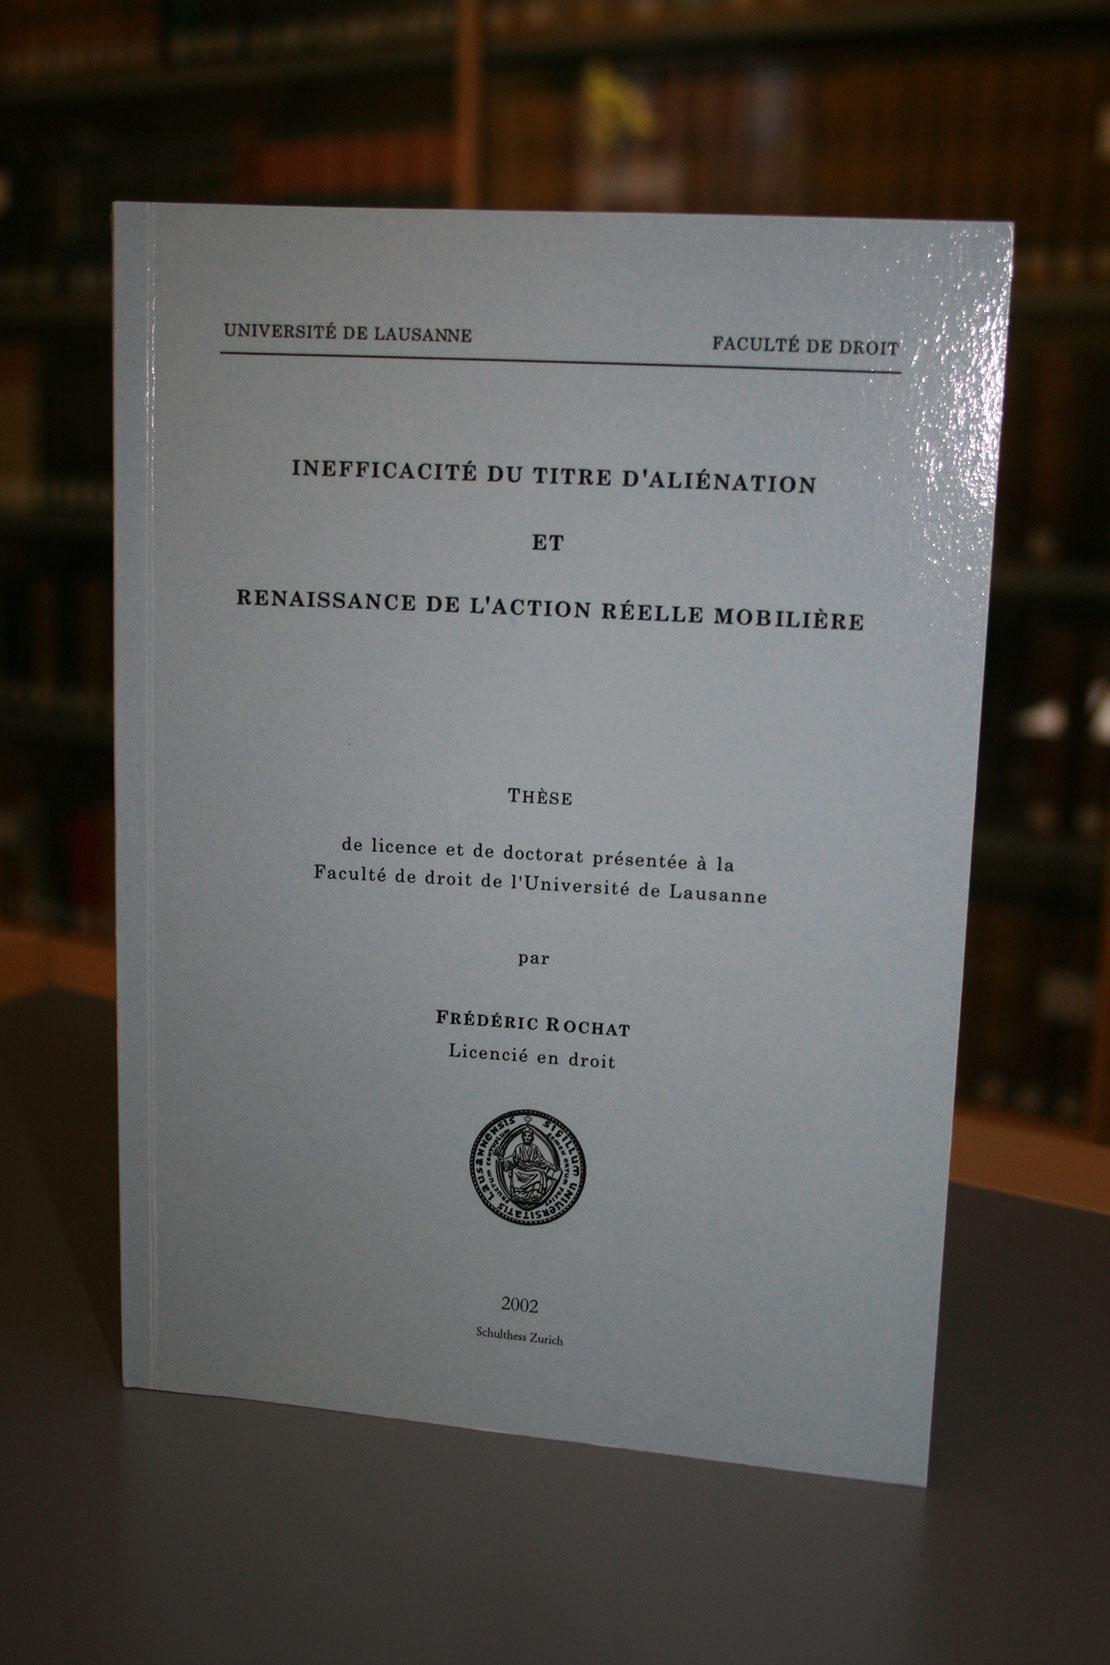 UNIVERSITÉ DE LAUSANNE FACULTÉ DE DROIT
INEFFICACITÉ DU TITRE D'ALIÉNATION
ET
RENAISSANCE DE L'ACTION RÉELLE MOBILIÈRE
THÈSE
de licence et de doctorat présentée à la
Faculté de droit de l'Université de Lausanne
par
FRÉDÉRIC ROCHAT
Licencié en droit
SIGILLUM UNIVERSITATIS LAUSANNENSIS
2002
Schulthess Zurich